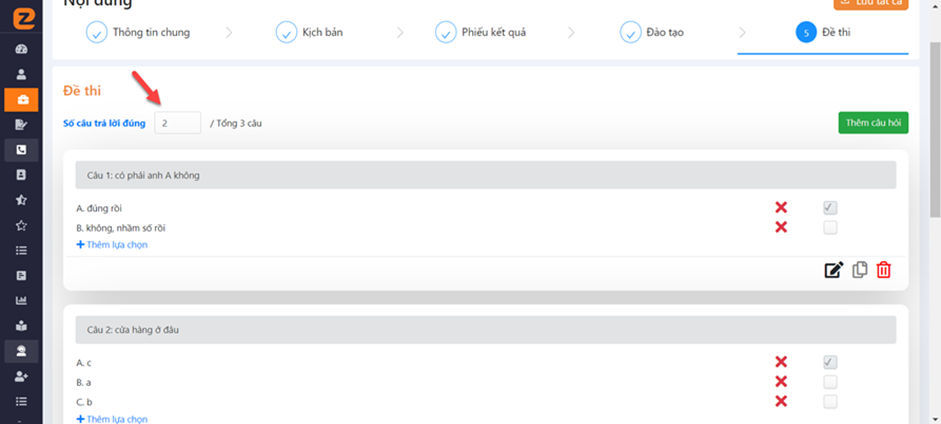 Nội dung
Lưu tất cả
Thông tin chung
Kịch bản
Phiếu kết quả
Đào tạo
5 Đề thi
Đề thi
Số câu trả lời đúng 2 / Tổng 3 câu
Thêm câu hỏi
Câu 1: có phải anh A không
A. đúng rồi
B. không, nhầm số rồi
+ Thêm lựa chọn
Câu 2: cửa hàng ở đâu
A. c
B. a
C. b
+ Thêm lựa chọn